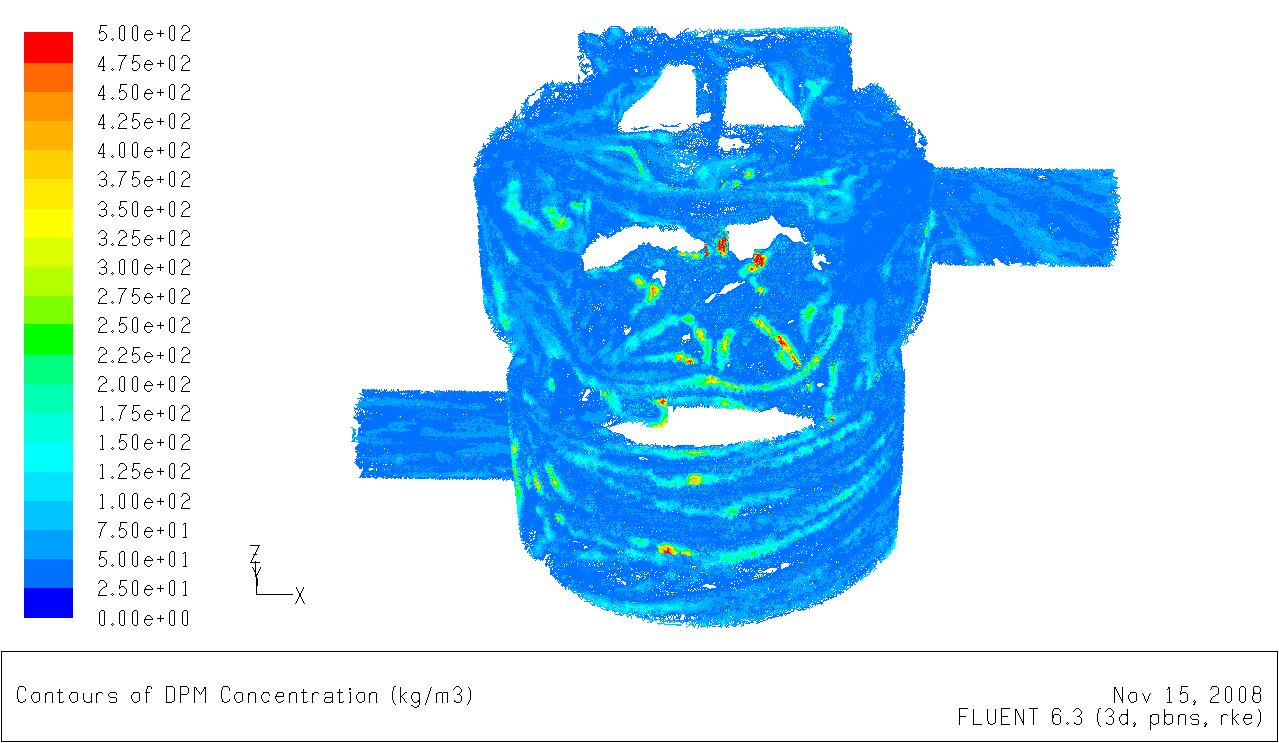 5.00e+02
4.75e+02
4.50e+02
4.25e+02
4.00e+02
3.75e+02
3.50e+02
3.25e+02
3.00e+02
2.75e+02
2.50e+02
2.25e+02
2.00e+02
1.75e+02
1.50e+02
1.25e+02
1.00e+02
7.50e+01
5.00e+01
2.50e+01
0.00e+00
Z
Y
X
Contours of DPM Concentration (kg/m3)
Nov 15, 2008
FLUENT 6.3 (3d, pbns, rke)